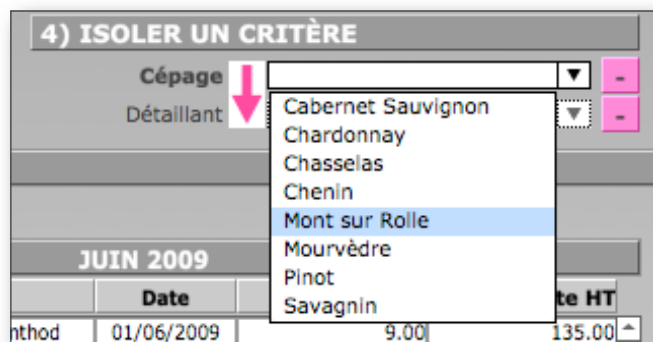 4) ISOLER UN CRITÈRE
Cépage ▼ -
Détaillant ▼ -
Cabernet Sauvignon
Chardonnay
Chasselas
Chenin
Mont sur Rolle
Mourvèdre
Pinot
Savagnin
JUIN 2009
Date te HT
nthod 01/06/2009 9.00 135.00